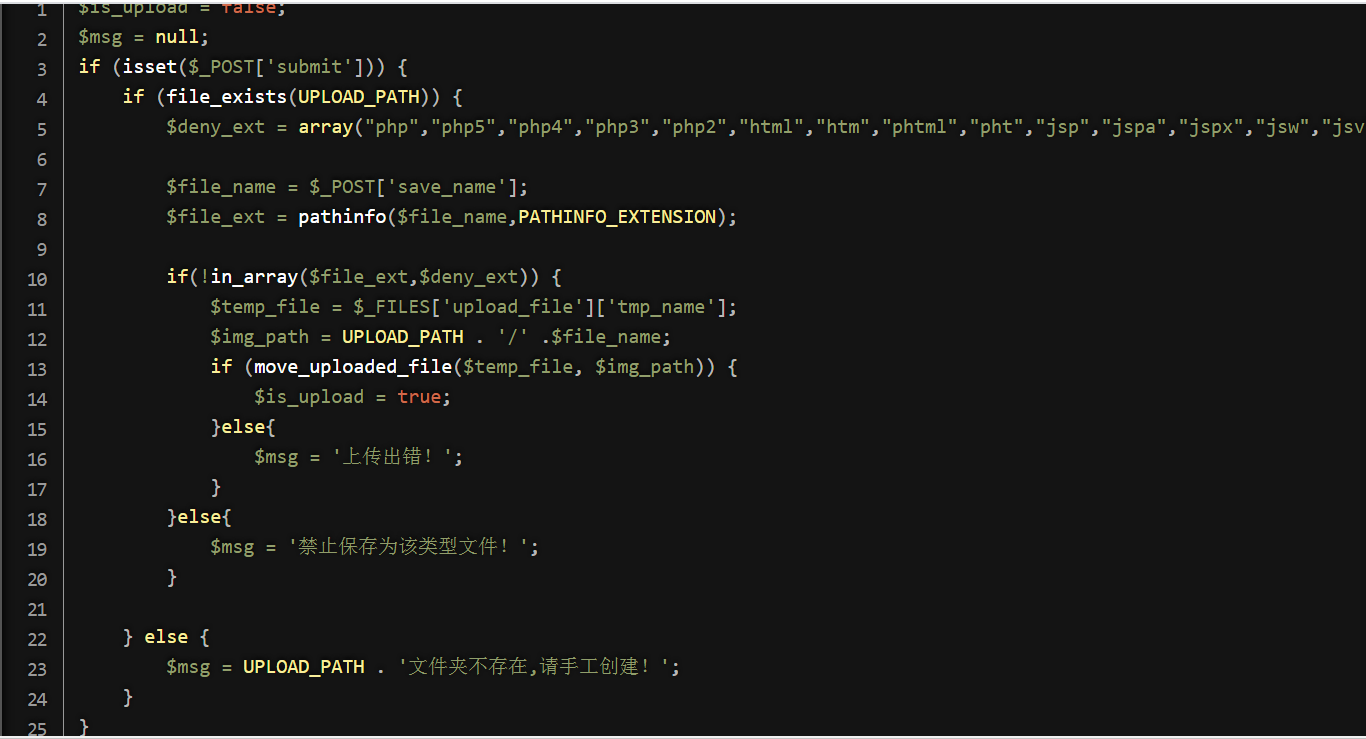 1 $is_upload = false;
2 $msg = null;
3 if (isset($_POST['submit'])) {
4     if (file_exists(UPLOAD_PATH)) {
5         $deny_ext = array("php","php5","php4","php3","php2","html","htm","phtml","pht","jsp","jspa","jspx","jsw","jsv
6
7         $file_name = $_POST['save_name'];
8         $file_ext = pathinfo($file_name,PATHINFO_EXTENSION);
9
10         if(!in_array($file_ext,$deny_ext)) {
11             $temp_file = $_FILES['upload_file']['tmp_name'];
12             $img_path = UPLOAD_PATH . '/' .$file_name;
13             if (move_uploaded_file($temp_file, $img_path)) {
14                 $is_upload = true;
15             }else{
16                 $msg = '上传出错！';
17             }
18         }else{
19             $msg = '禁止保存为该类型文件！';
20         }
21
22     } else {
23         $msg = UPLOAD_PATH . '文件夹不存在,请手工创建！';
24     }
25 }